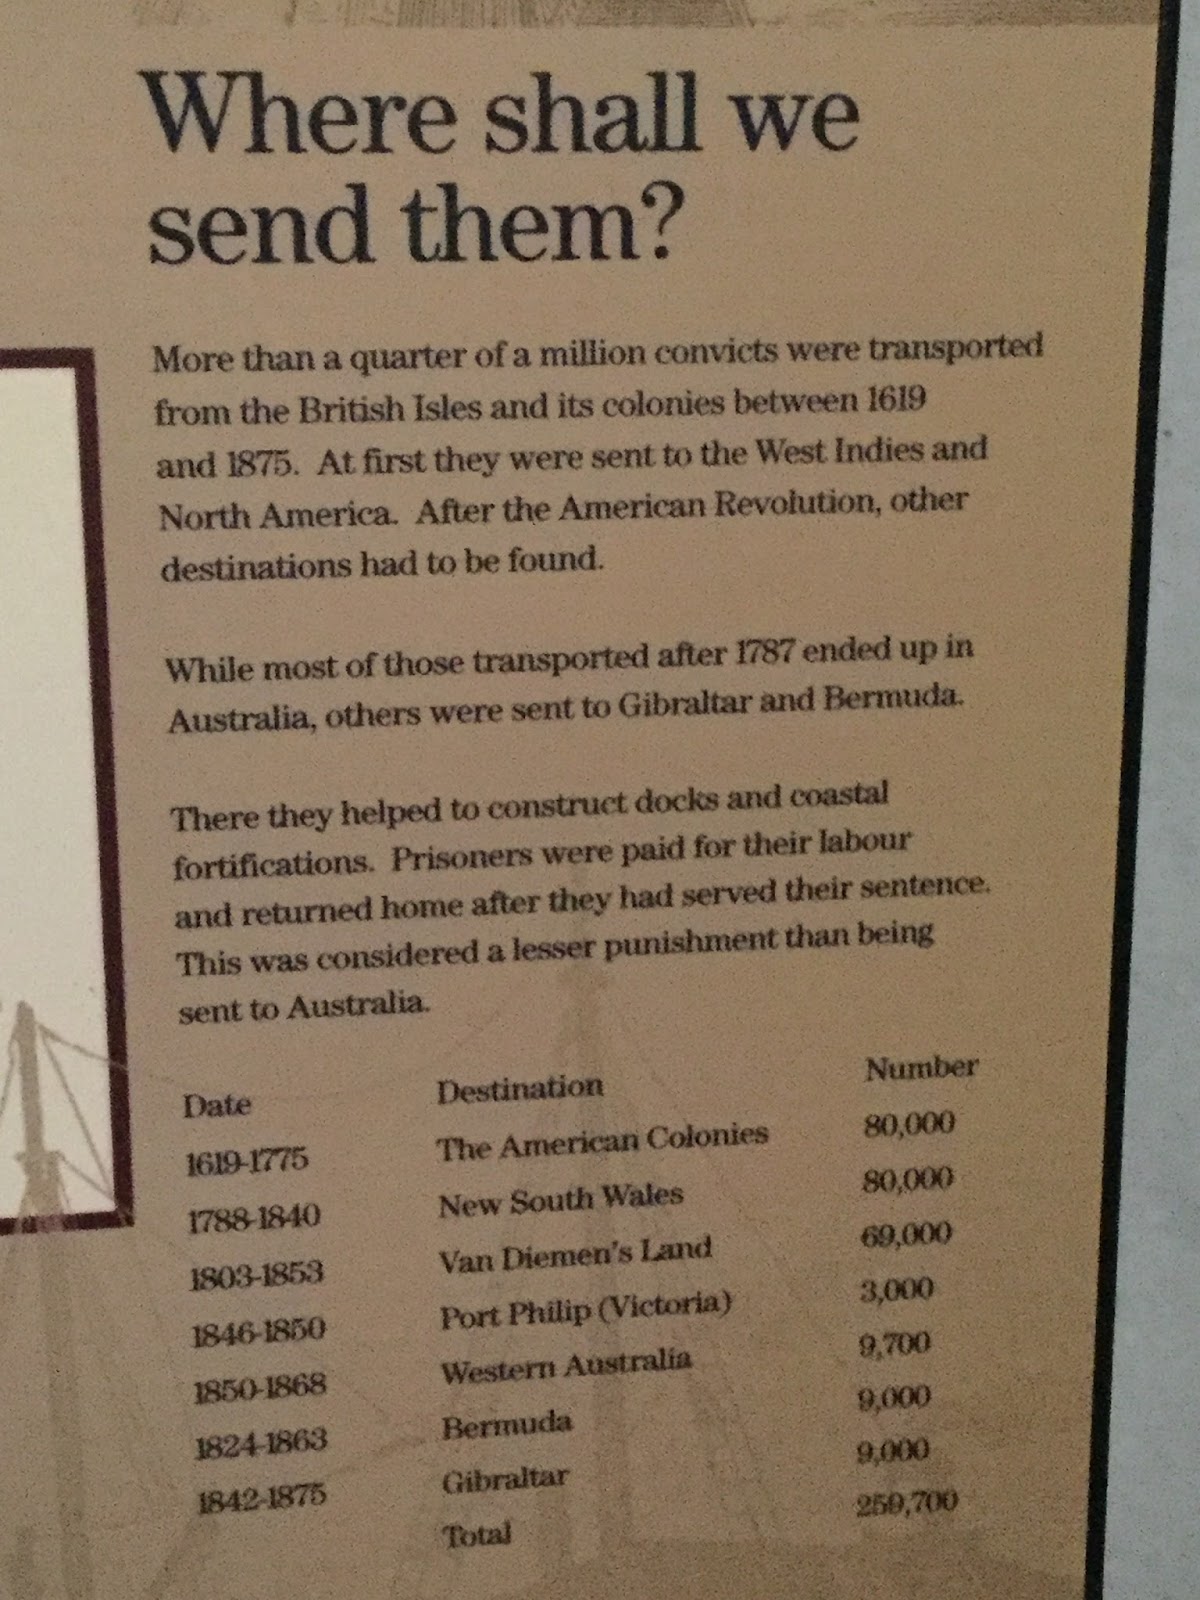 Where shall we
send them?
More than a quarter of a million convicts were transported
from the British Isles and its colonies between 1619
and 1875. At first they were sent to the West Indies and
North America. After the American Revolution, other
destinations had to be found.
While most of those transported after 1787 ended up in
Australia, others were sent to Gibraltar and Bermuda.
There they helped to construct docks and coastal
fortifications. Prisoners were paid for their labour
and returned home after they had served their sentence.
This was considered a lesser punishment than being
sent to Australia.
Date Destination Number
1619-1775 The American Colonies 80,000
1788-1840 New South Wales 80,000
1803-1853 Van Diemen's Land 69,000
1846-1850 Port Philip (Victoria) 3,000
1850-1868 Western Australia 9,700
1824-1863 Bermuda 9,000
1842-1875 Gibraltar 9,000
Total 259,700